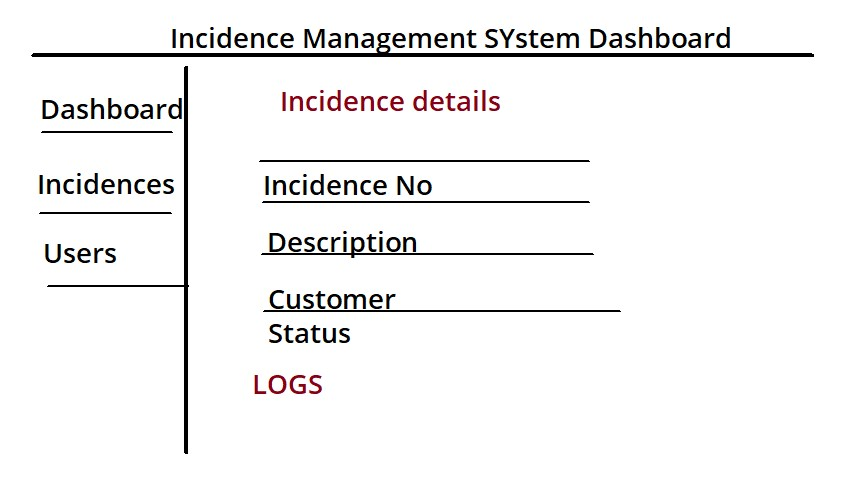 Incidence Management SYstem Dashboard
Dashboard
Incidences
Users
Incidence details
Incidence No
Description
Customer
Status
LOGS